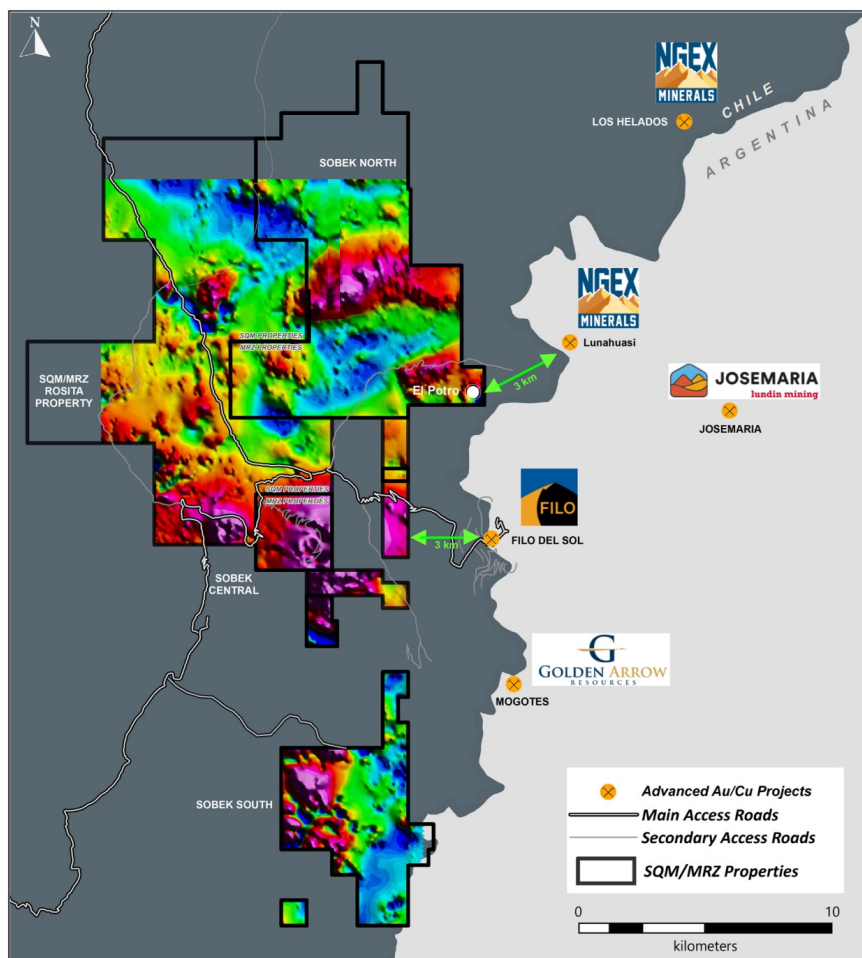 N
NGEX
MINERALS
CHILE
ARGENTINA
LOS HELADOS
SOBEK NORTH
NGEX
MINERALS
Lunahuasi
SQM PROPERTIES
MRZ PROPERTIES
SQM/MRZ
ROSITA
PROPERTY
El Potro
3 km
JOSEMARIA
lundin mining
JOSEMARIA
SQM PROPERTIES
MRZ PROPERTIES
FILO
3 km
FILO DEL SOL
SOBEK
CENTRAL
G
GOLDEN ARROW
RESOURCES
MOGOTES
SOBEK SOUTH
Advanced Au/Cu Projects
Main Access Roads
Secondary Access Roads
SQM/MRZ Properties
0 10
kilometers